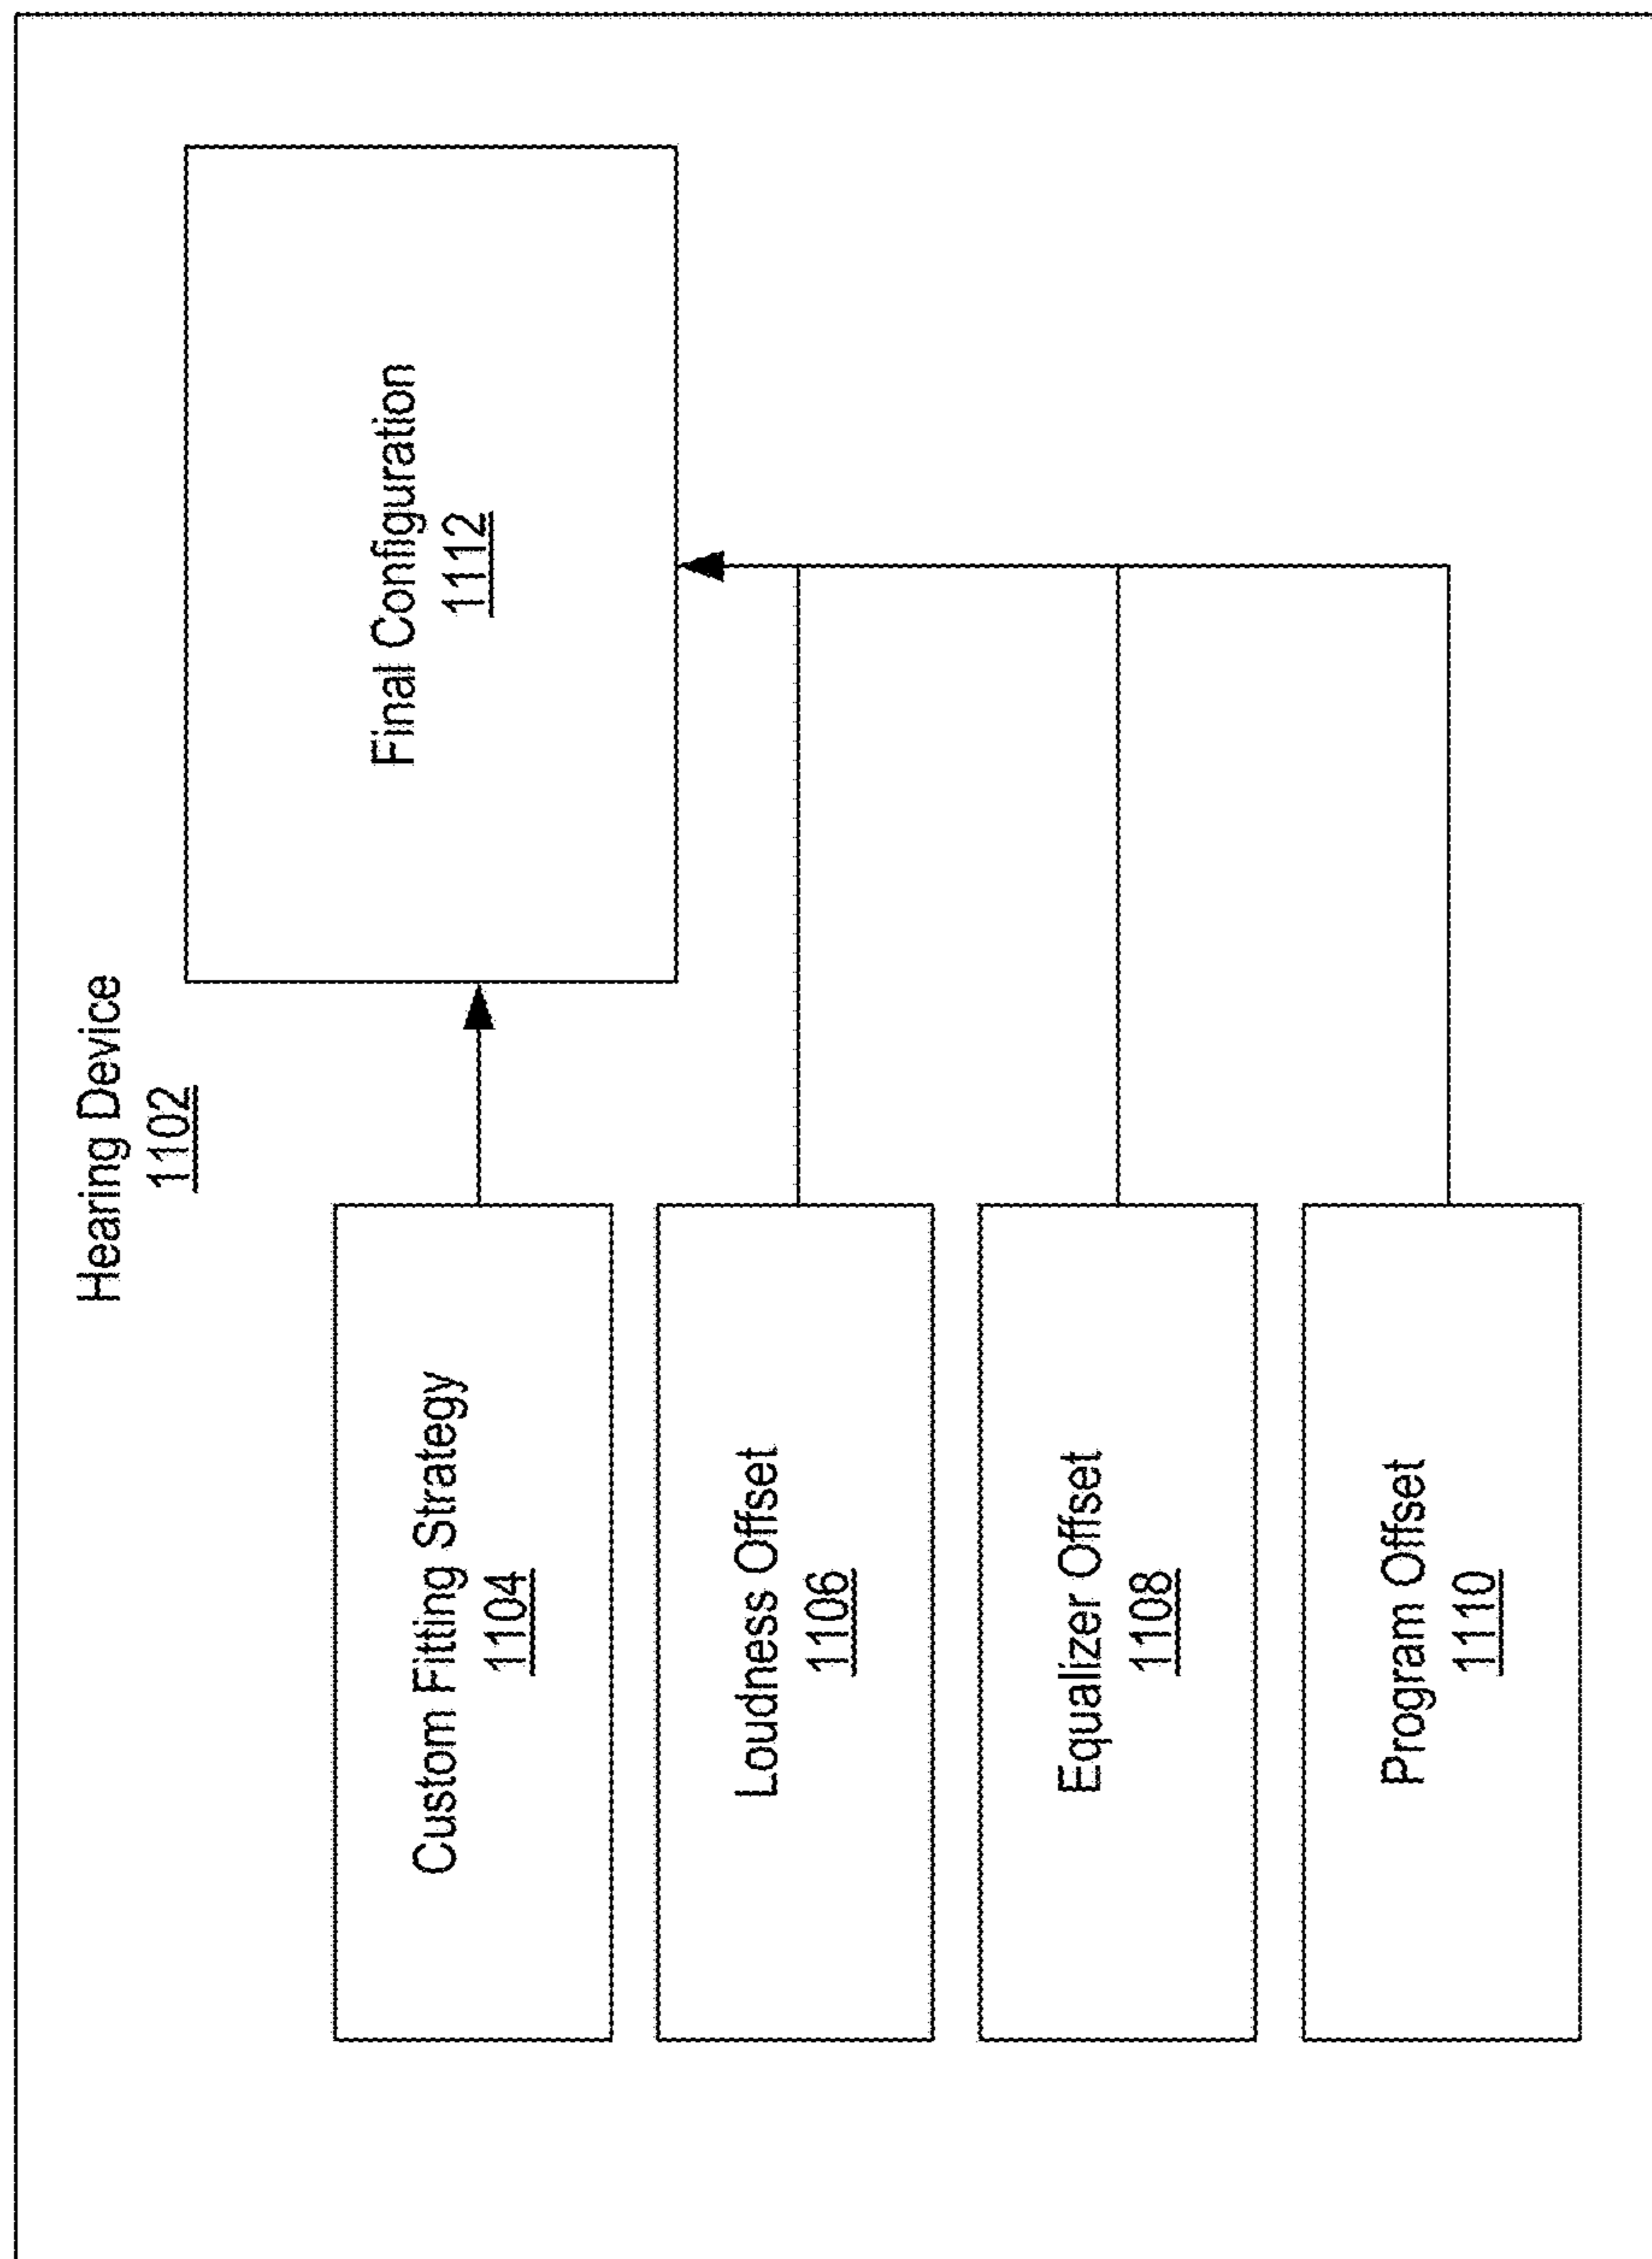 Hearing Device
1102
Custom Fitting Strategy
1104
Loudness Offset
1106
Equalizer Offset
1108
Program Offset
1110
Final Configuration
1112